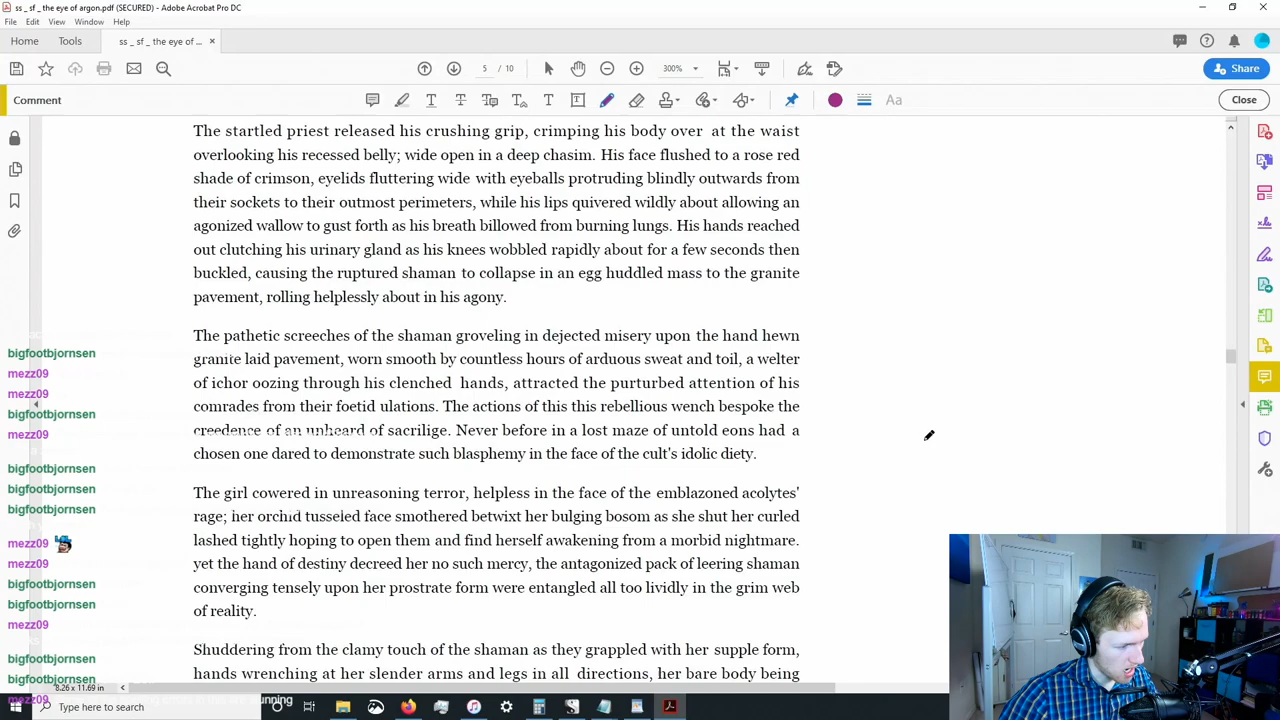 ss _ sf _ the eye of argon.pdf (SECURED) - Adobe Acrobat Pro DC
File Edit View Window Help
Home Tools ss _ sf _ the eye of ... ×
5 / 10 300% Share
Comment Aa Close
The startled priest released his crushing grip, crimping his body over at the waist
overlooking his recessed belly; wide open in a deep chasim. His face flushed to a rose red
shade of crimson, eyelids fluttering wide with eyeballs protruding blindly outwards from
their sockets to their outmost perimeters, while his lips quivered wildly about allowing an
agonized wallow to gust forth as his breath billowed from burning lungs. His hands reached
out clutching his urinary gland as his knees wobbled rapidly about for a few seconds then
buckled, causing the ruptured shaman to collapse in an egg huddled mass to the granite
pavement, rolling helplessly about in his agony.
The pathetic screeches of the shaman groveling in dejected misery upon the hand hewn
granite laid pavement, worn smooth by countless hours of arduous sweat and toil, a welter
of ichor oozing through his clenched hands, attracted the purturbed attention of his
comrades from their foetid ulations. The actions of this this rebellious wench bespoke the
creedence of an unheard of sacrilige. Never before in a lost maze of untold eons had a
chosen one dared to demonstrate such blasphemy in the face of the cult's idolic diety.
The girl cowered in unreasoning terror, helpless in the face of the emblazoned acolytes'
rage; her orchid tusseled face smothered betwixt her bulging bosom as she shut her curled
lashed tightly hoping to open them and find herself awakening from a morbid nightmare.
yet the hand of destiny decreed her no such mercy, the antagonized pack of leering shaman
converging tensely upon her prostrate form were entangled all too lividly in the grim web
of reality.
Shuddering from the clamy touch of the shaman as they grappled with her supple form,
hands wrenching at her slender arms and legs in all directions, her bare body being
bigfootbjornsen
mezz09
mezz09
bigfootbjornsen
mezz09
bigfootbjornsen
bigfootbjornsen
bigfootbjornsen
mezz09
mezz09
bigfootbjornsen
bigfootbjornsen
mezz09
bigfootbjornsen
bigfootbjornsen
mezz09
8.26 x 11.69 in
Type here to search